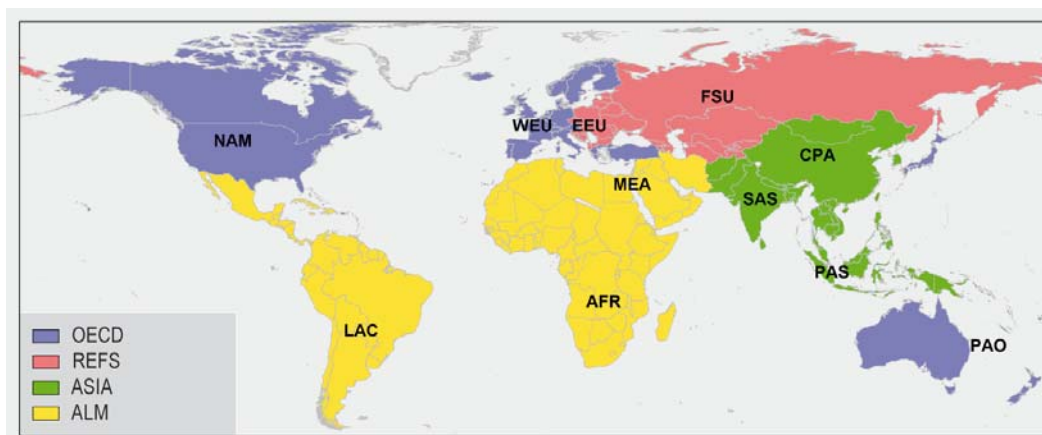 FSU
WEU
EEU
NAM
CPA
MEA
SAS
PAS
AFR
LAC
PAO
OECD
REFS
ASIA
ALM